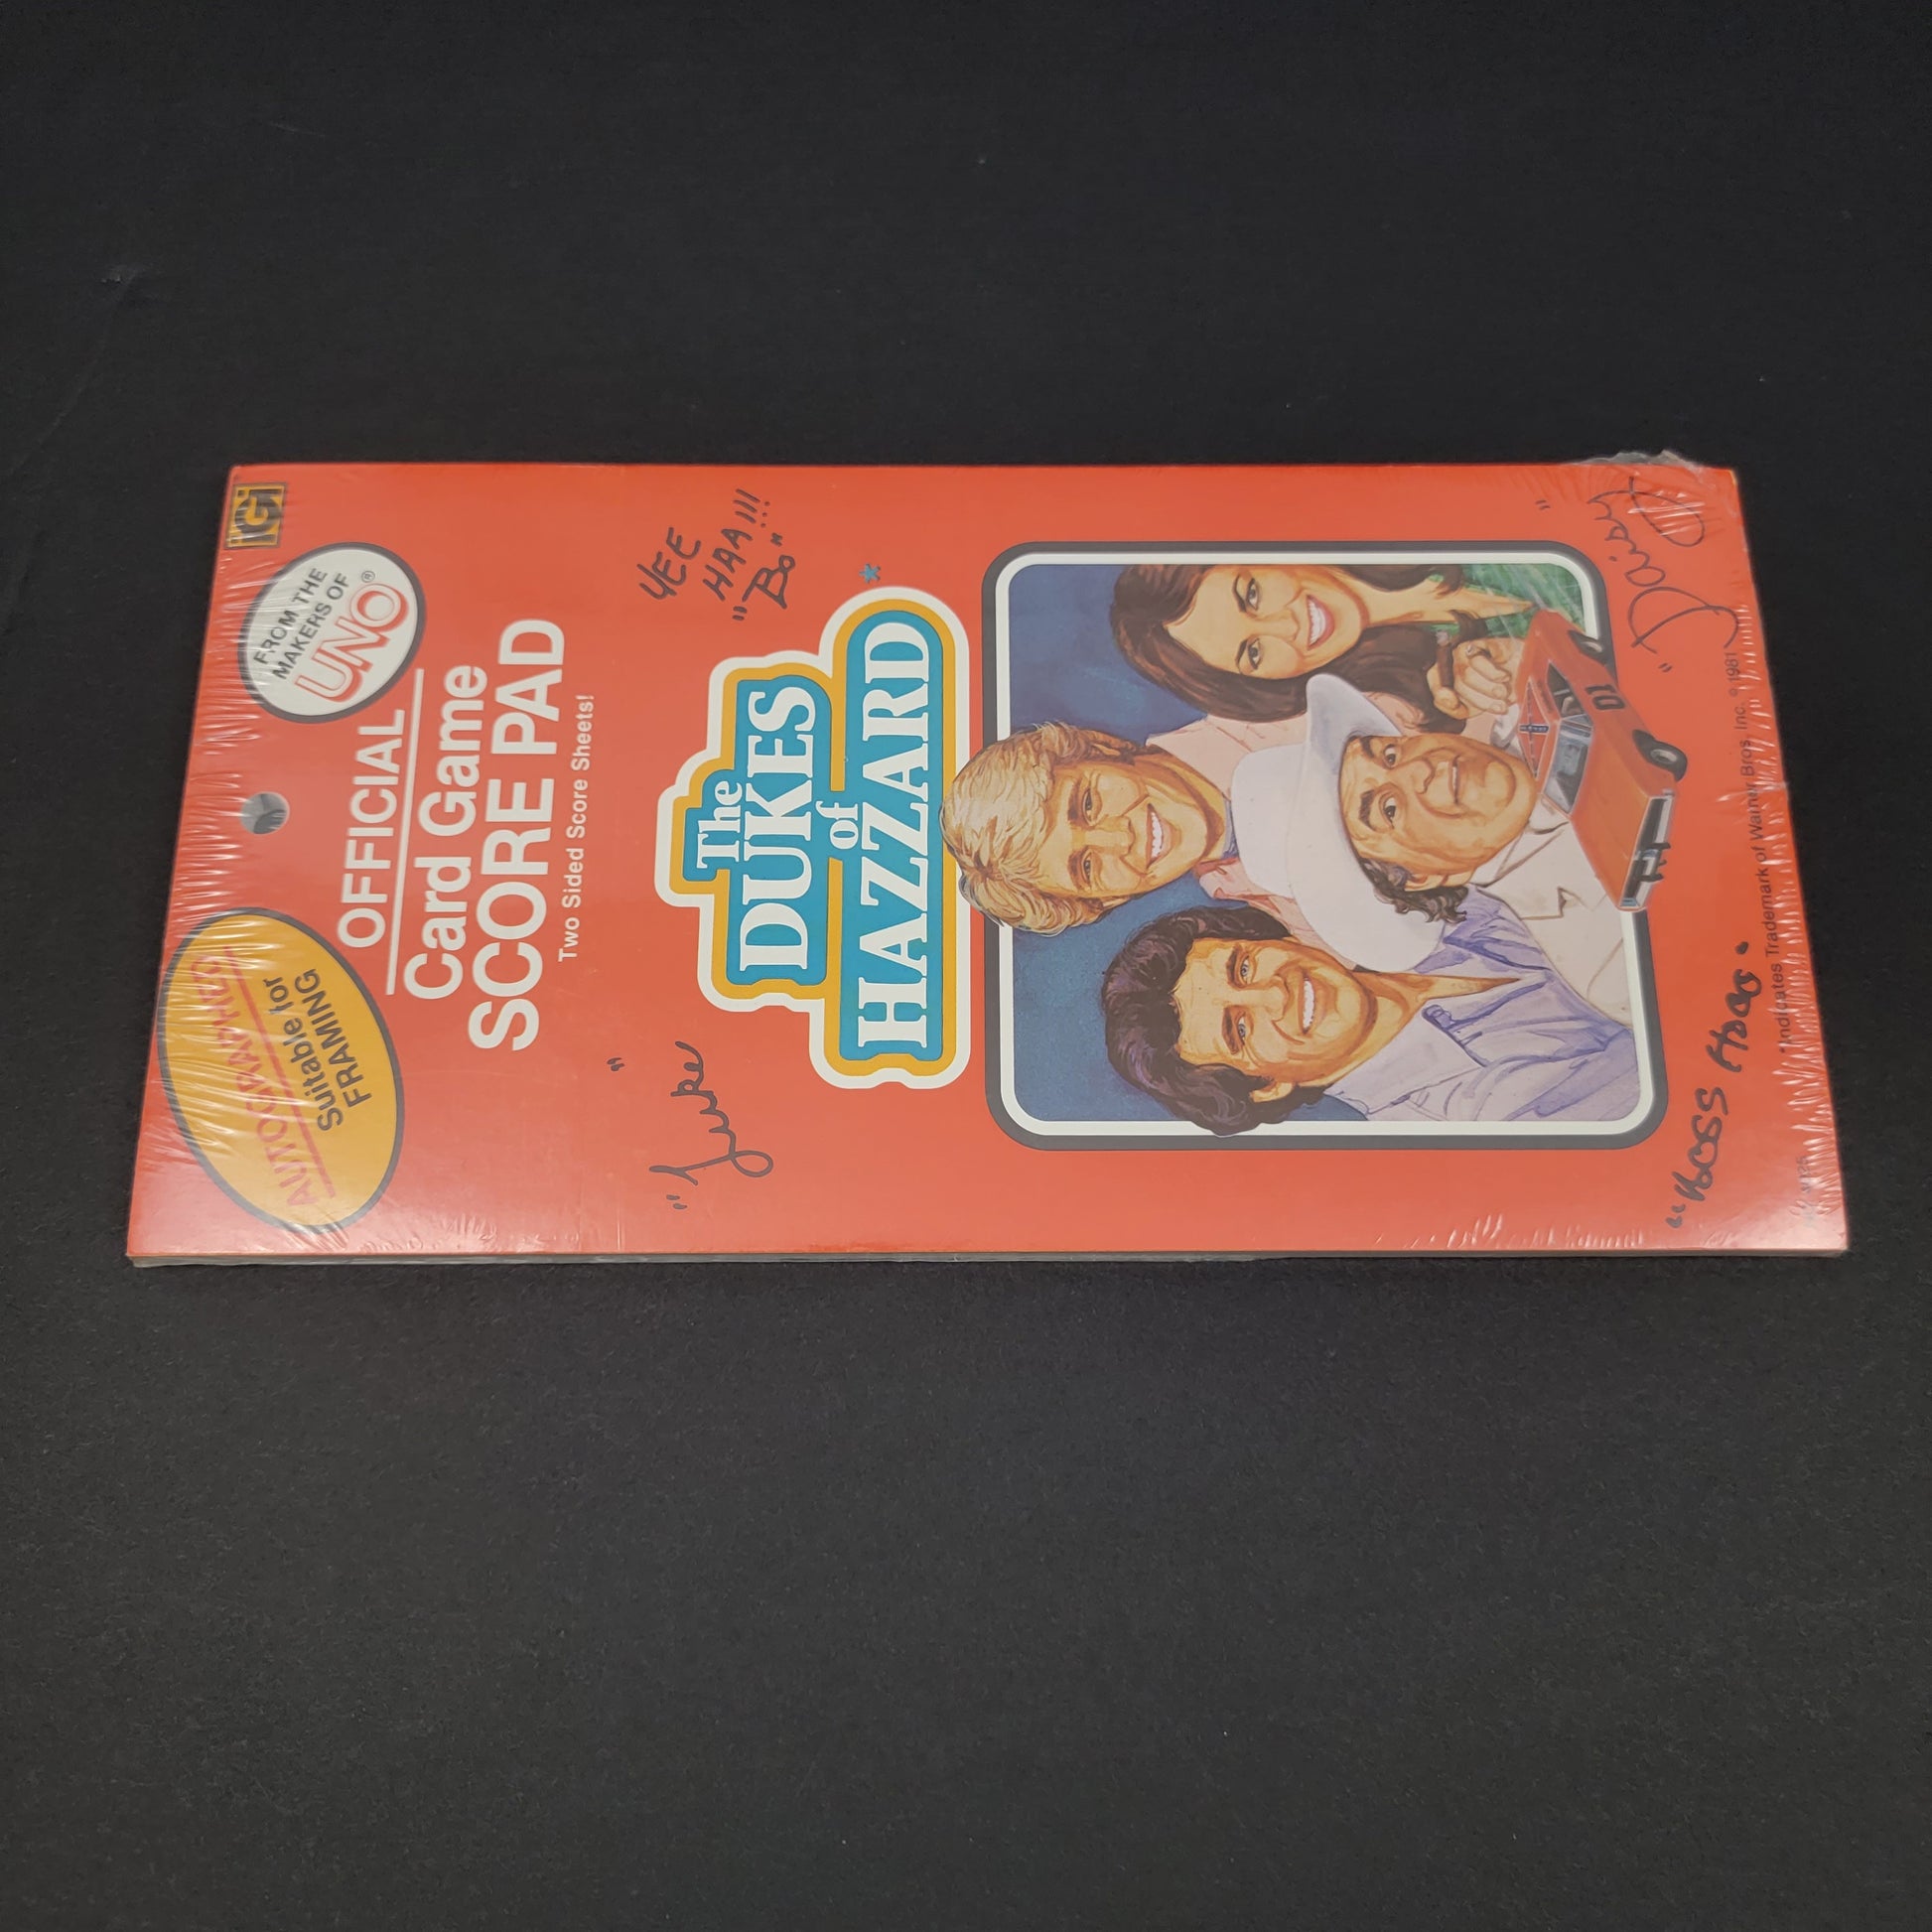 IGi
AUTOGRAPHED
Suitable for
FRAMING
FROM THE
MAKERS OF
UNO®
OFFICIAL
Card Game
SCORE PAD
Two Sided Score Sheets!
"Luke"
YEE
HAA!!!
"Bo"
The
DUKES
of
HAZZARD*
01
"Boss Hogg"
"Daisy"
*Indicates Trademark of Warner Bros. Inc. ©1981